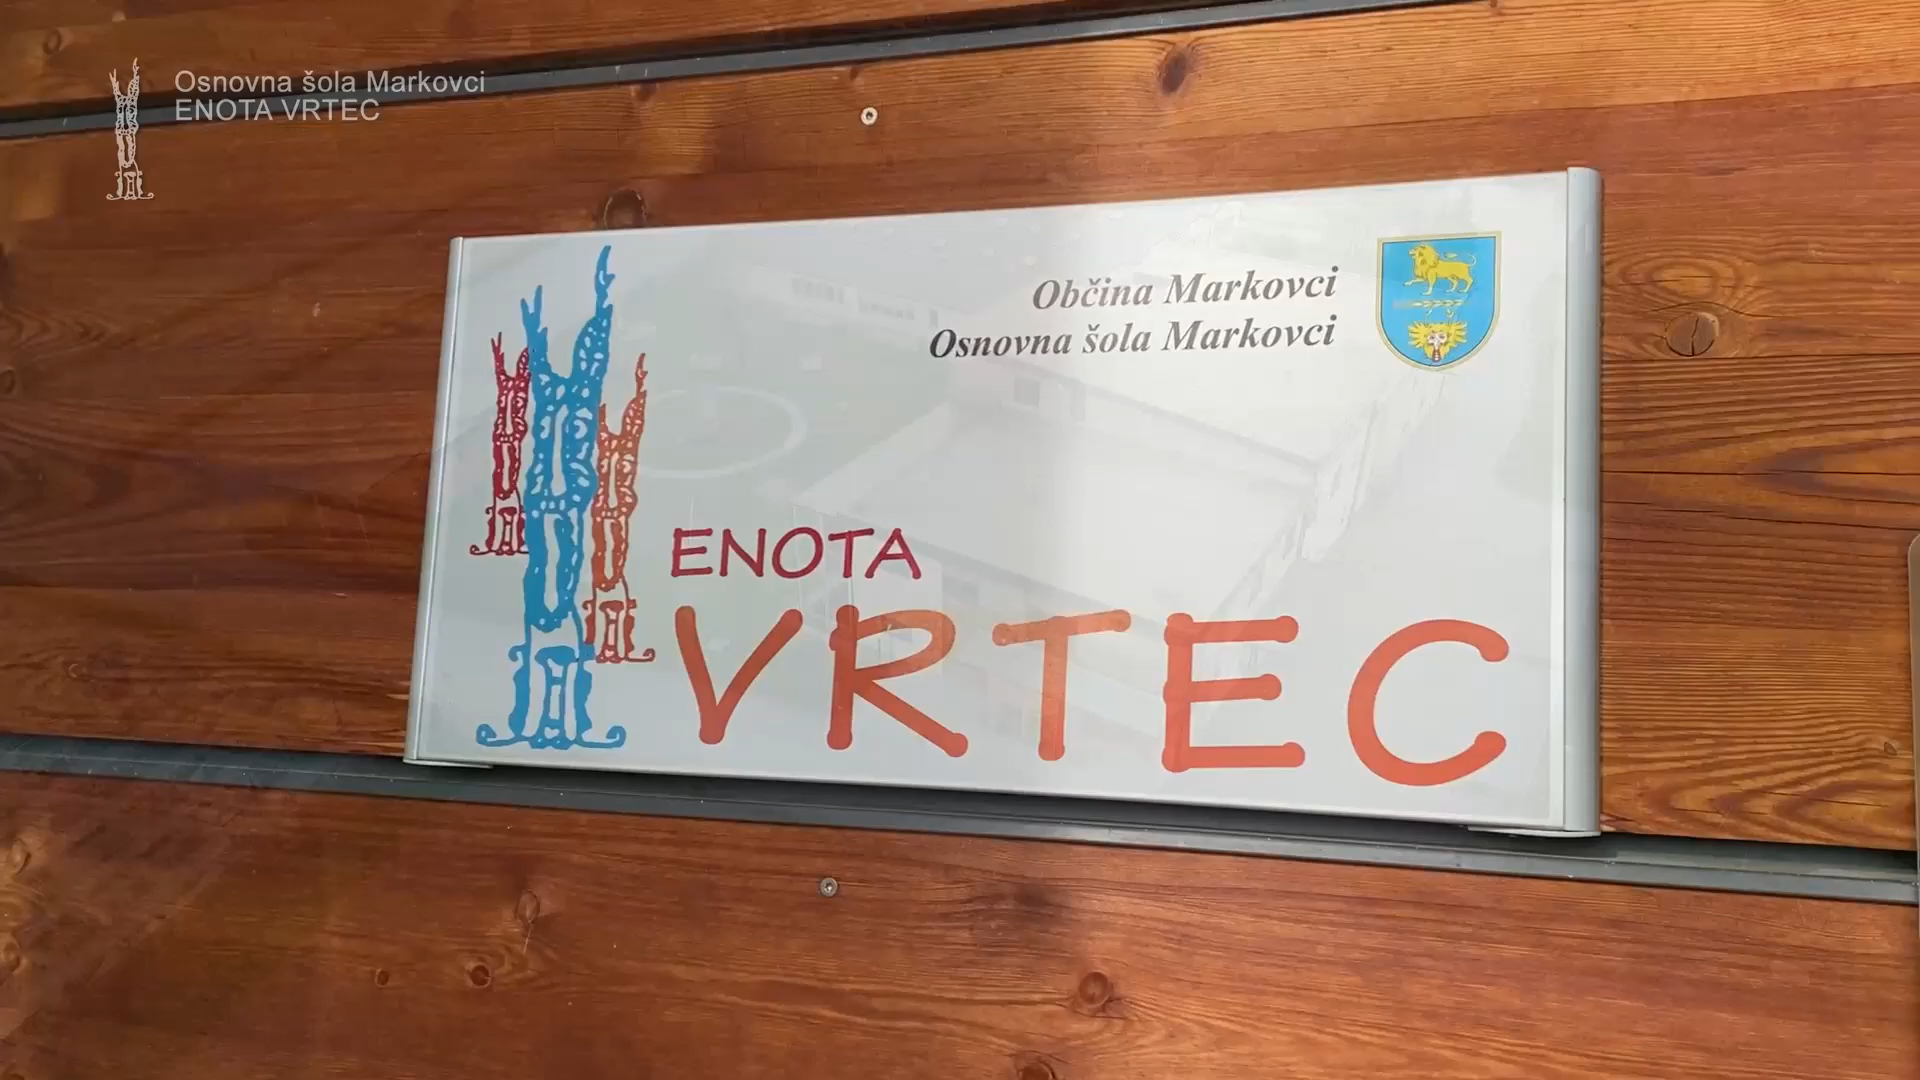 Osnovna šola Markovci
ENOTA VRTEC
Občina Markovci
Osnovna šola Markovci
ENOTA
VRTEC